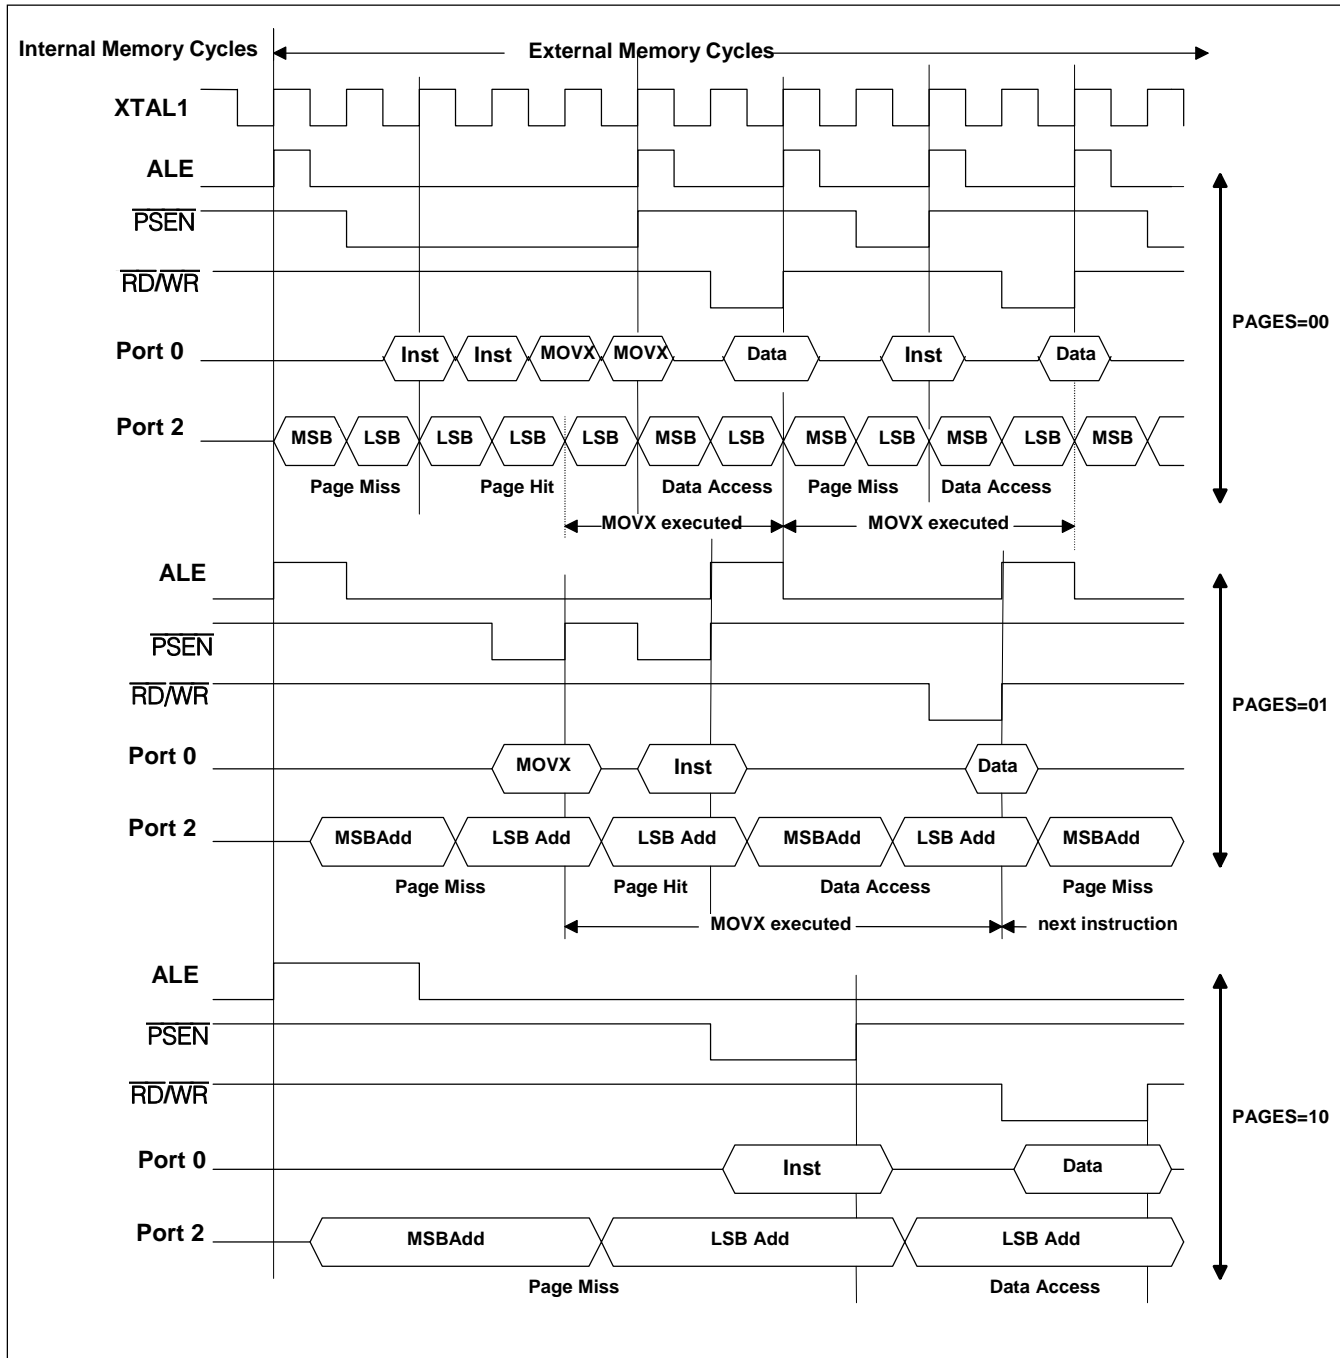 Internal Memory Cycles External Memory Cycles
XTAL1
ALE
PSEN
RD/WR
PAGES=00
Port 0 Inst Inst MOVX MOVX Data Inst Data
Port 2 MSB LSB LSB LSB LSB MSB LSB MSB LSB MSB LSB MSB
Page Miss Page Hit Data Access Page Miss Data Access
MOVX executed MOVX executed
ALE
PSEN
RD/WR
PAGES=01
Port 0 MOVX Inst Data
Port 2 MSBAdd LSB Add LSB Add MSBAdd LSB Add MSBAdd
Page Miss Page Hit Data Access Page Miss
MOVX executed next instruction
ALE
PSEN
RD/WR
PAGES=10
Port 0 Inst Data
Port 2 MSBAdd LSB Add LSB Add
Page Miss Data Access